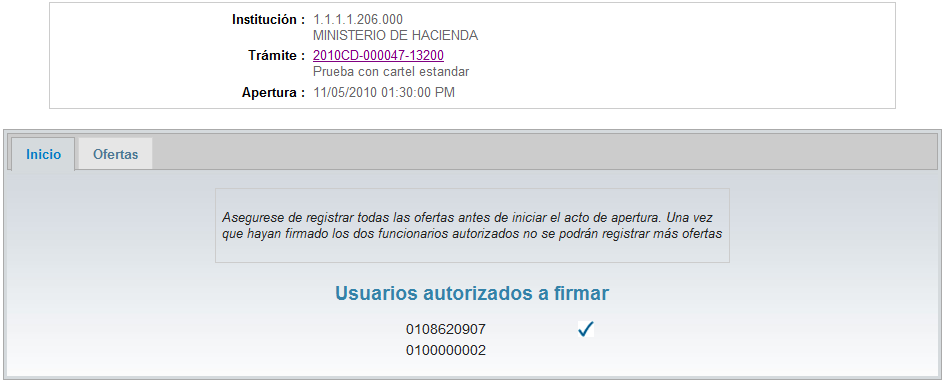 Institución : 1.1.1.1.206.000
MINISTERIO DE HACIENDA
Trámite : 2010CD-000047-13200
Prueba con cartel estandar
Apertura : 11/05/2010 01:30:00 PM
Inicio Ofertas
Asegurese de registrar todas las ofertas antes de iniciar el acto de apertura. Una vez
que hayan firmado los dos funcionarios autorizados no se podrán registrar más ofertas
Usuarios autorizados a firmar
0108620907
0100000002